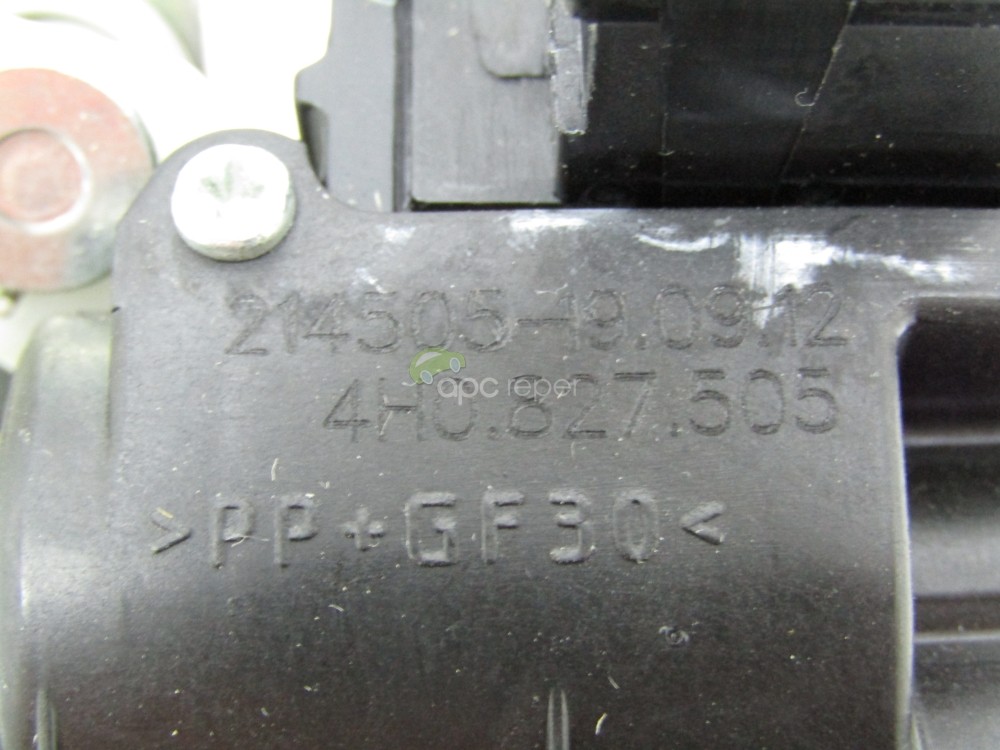 214505-19.09.12
apc reper
4H0.827.505
>PP+GF30<